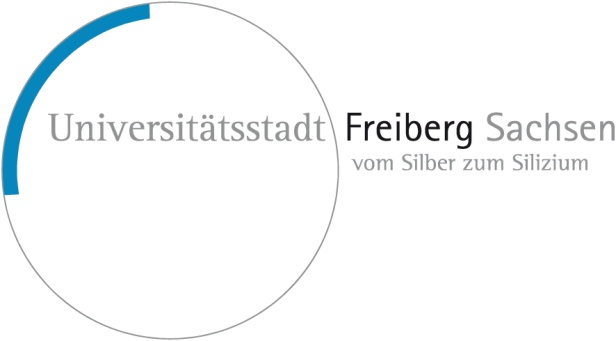 Universitätsstadt Freiberg Sachsen
vom Silber zum Silizium